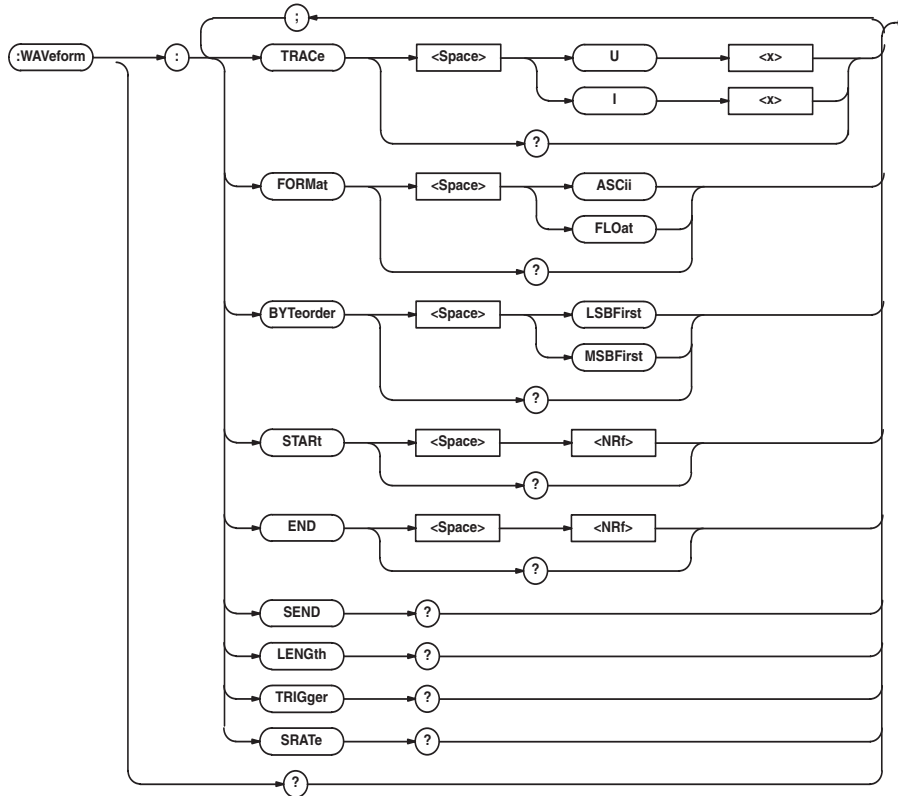 ;
:WAVeform : TRACe <Space> U <x>
I <x>
?
FORMat <Space> ASCii
FLOat
?
BYTeorder <Space> LSBFirst
MSBFirst
?
STARt <Space> <NRf>
?
END <Space> <NRf>
?
SEND ?
LENGth ?
TRIGger ?
SRATe ?
?